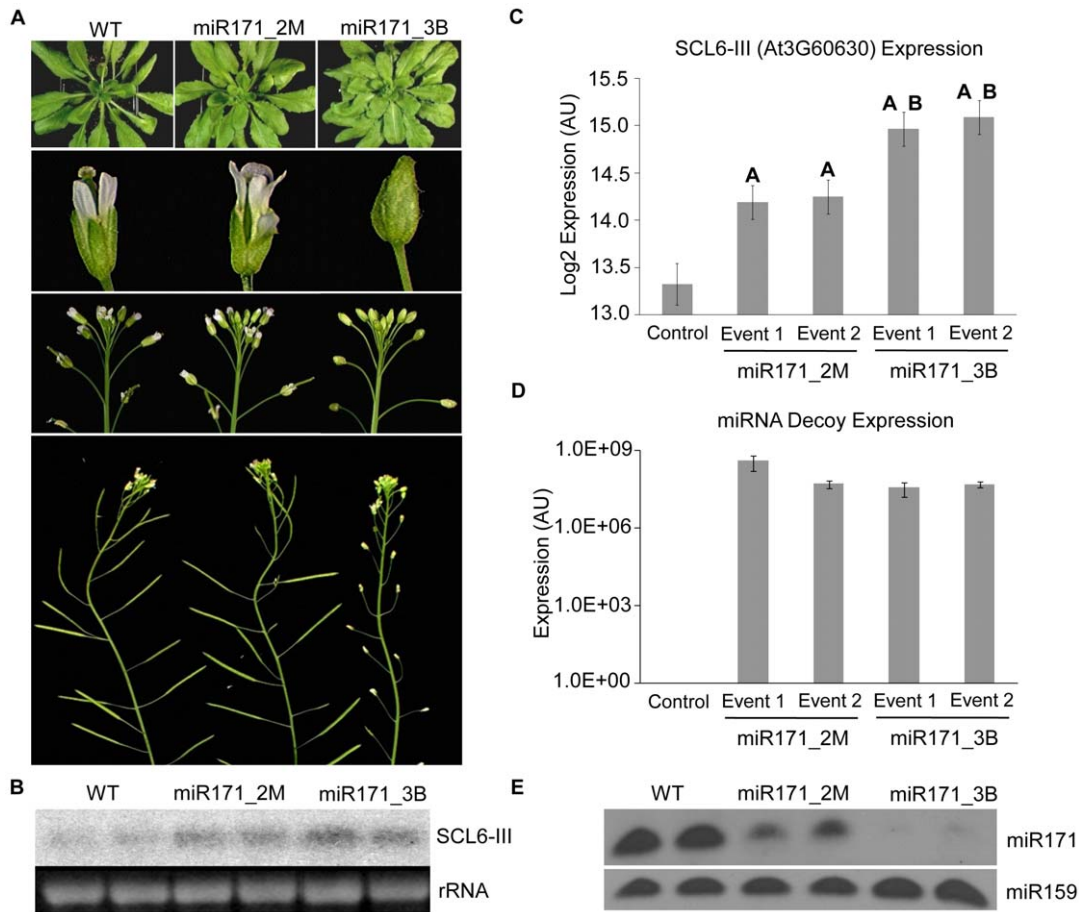 A
WT miR171_2M miR171_3B
B
WT miR171_2M miR171_3B
SCL6-III
rRNA
C
SCL6-III (At3G60630) Expression
Log2 Expression (AU)
15.5
15.0
14.5
14.0
13.5
13.0
A A A B A B
Control Event 1 Event 2 Event 1 Event 2
miR171_2M miR171_3B
D
miRNA Decoy Expression
Expression (AU)
1.0E+09
1.0E+06
1.0E+03
1.0E+00
Control Event 1 Event 2 Event 1 Event 2
miR171_2M miR171_3B
E
WT miR171_2M miR171_3B
miR171
miR159